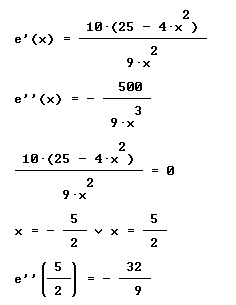 e'(x) = 10·(25 - 4·x^2) / 9·x^2
e''(x) = - 500 / 9·x^3
10·(25 - 4·x^2) / 9·x^2 = 0
x = - 5/2 ∨ x = 5/2
e''(5/2) = - 32/9